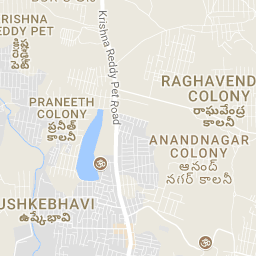 KRISHNA
REDDY PET
క్రిష్ణ
రెడ్డి
పేట్
Krishna Reddy Pet Road
RAGHAVEND
COLONY
రాఘవేంద్ర
కాలనీ
PRANEETH
COLONY
ప్రనీత్
కాలనీ
ANANDNAGAR
COLONY
ఆనంద్
నగర్ కాలనీ
USHKEBHAVI
ఉష్కేభావి